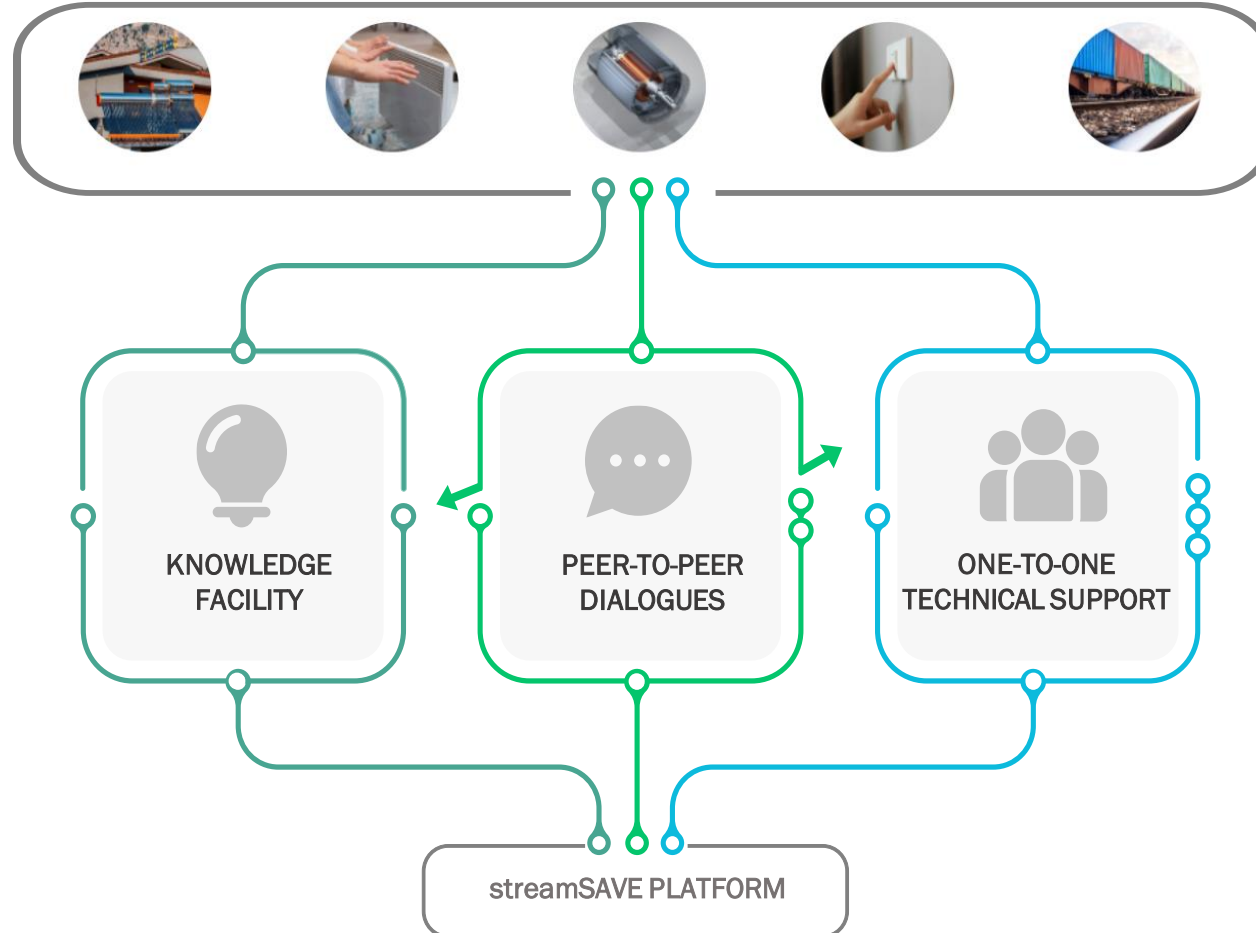 KNOWLEDGE
FACILITY
PEER-TO-PEER
DIALOGUES
ONE-TO-ONE
TECHNICAL SUPPORT
streamSAVE PLATFORM